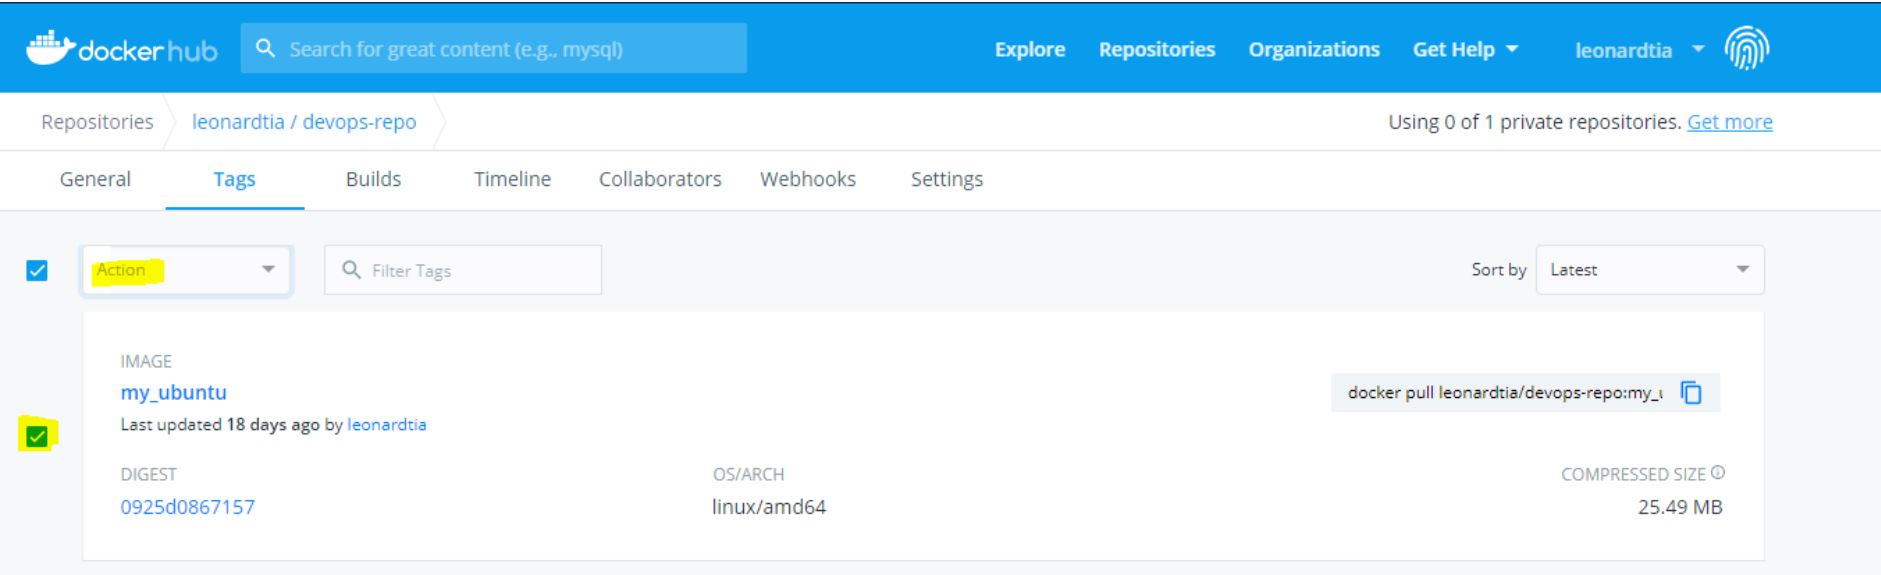 dockerhub Search for great content (e.g., mysql) Explore Repositories Organizations Get Help leonardtia
Repositories leonardtia / devops-repo Using 0 of 1 private repositories. Get more
General Tags Builds Timeline Collaborators Webhooks Settings
Action Filter Tags Sort by Latest
IMAGE
my_ubuntu
docker pull leonardtia/devops-repo:my_u
Last updated 18 days ago by leonardtia
DIGEST OS/ARCH COMPRESSED SIZE
0925d0867157 linux/amd64 25.49 MB